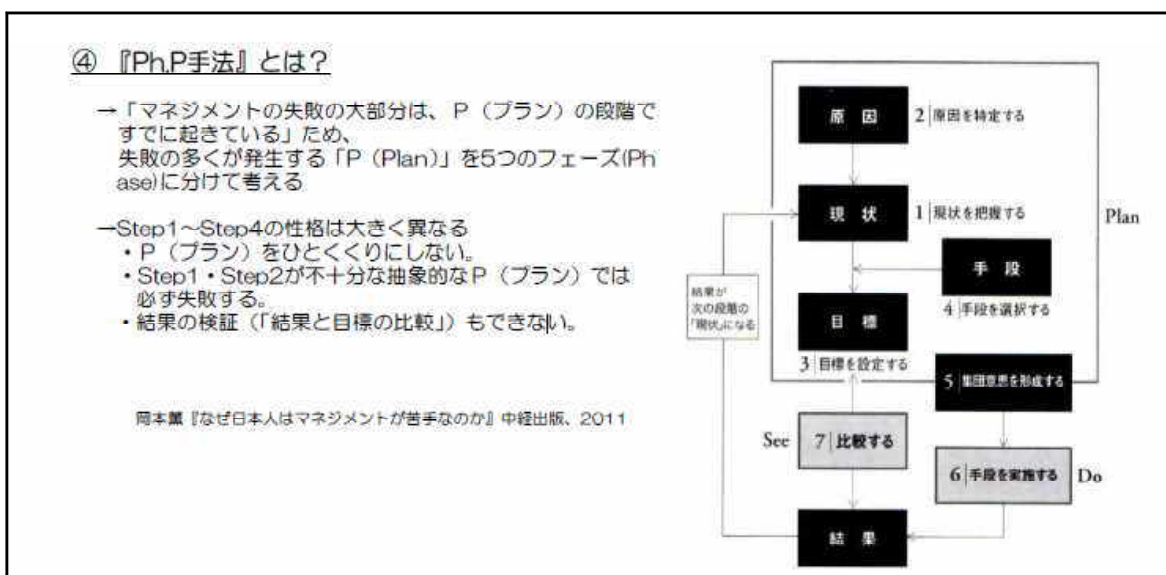 ④ 『Ph.P手法』とは？
→「マネジメントの失敗の大部分は、P（プラン）の段階で
すでに起きている」ため、
失敗の多くが発生する「P（Plan）」を5つのフェーズ(Ph
ase)に分けて考える
→Step1～Step4の性格は大きく異なる
・P（プラン）をひとくくりにしない。
・Step1・Step2が不十分な抽象的なP（プラン）では
必ず失敗する。
・結果の検証（「結果と目標の比較」）もできない。
岡本薫『なぜ日本人はマネジメントが苦手なのか』中経出版、2011
原因
2 原因を特定する
現状
1 現状を把握する
Plan
手段
4 手段を選択する
結果が
次の段階の
「現状」になる
目標
3 目標を設定する
5 集団意思を形成する
See
7 比較する
6 手段を実施する
Do
結果